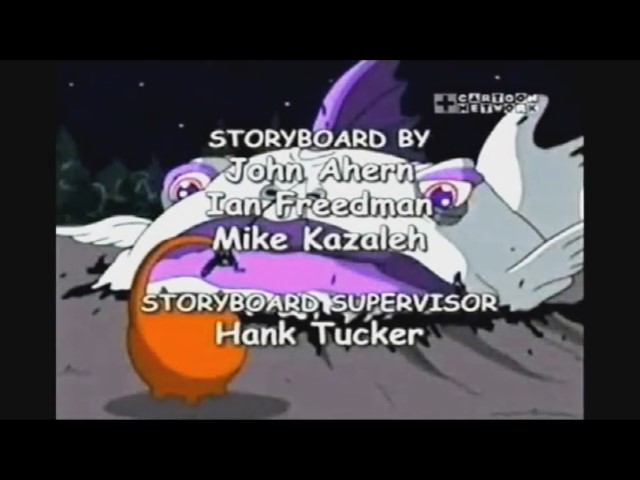 CARTOON
NETWORK
STORYBOARD BY
John Ahern
Ian Freedman
Mike Kazaleh
STORYBOARD SUPERVISOR
Hank Tucker